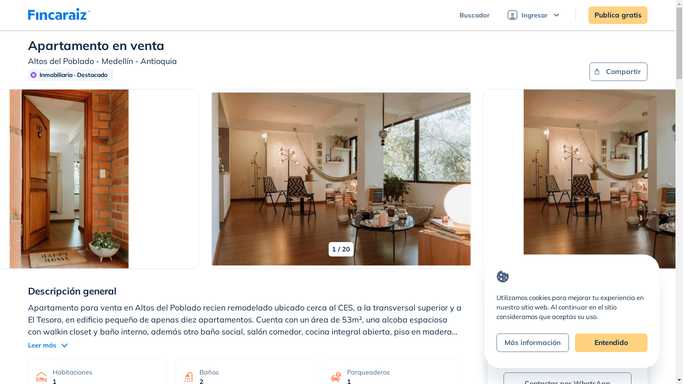 Fincaraiz
Buscador
Ingresar
Publica gratis
Apartamento en venta
Altos del Poblado - Medellín - Antioquia
Inmobiliaria · Destacado
Compartir
HAPPY
HOME
1 / 20
Descripción general
Apartamento para venta en Altos del Poblado recien remodelado ubicado cerca al CES, a la transversal superior y a
El Tesoro, en edificio pequeño de apenas diez apartamentos. Cuenta con un área de 53m², una alcoba espaciosa
con walkin closet y baño interno, además otro baño social, salón comedor, cocina integral abierta, piso en madera...
Leer más
Habitaciones
1
Baños
2
Parqueaderos
1
Utilizamos cookies para mejorar tu experiencia en
nuestro sitio web. Al continuar en el sitio
consideramos que aceptas su uso.
Más información
Entendido
Contactar por WhatsApp